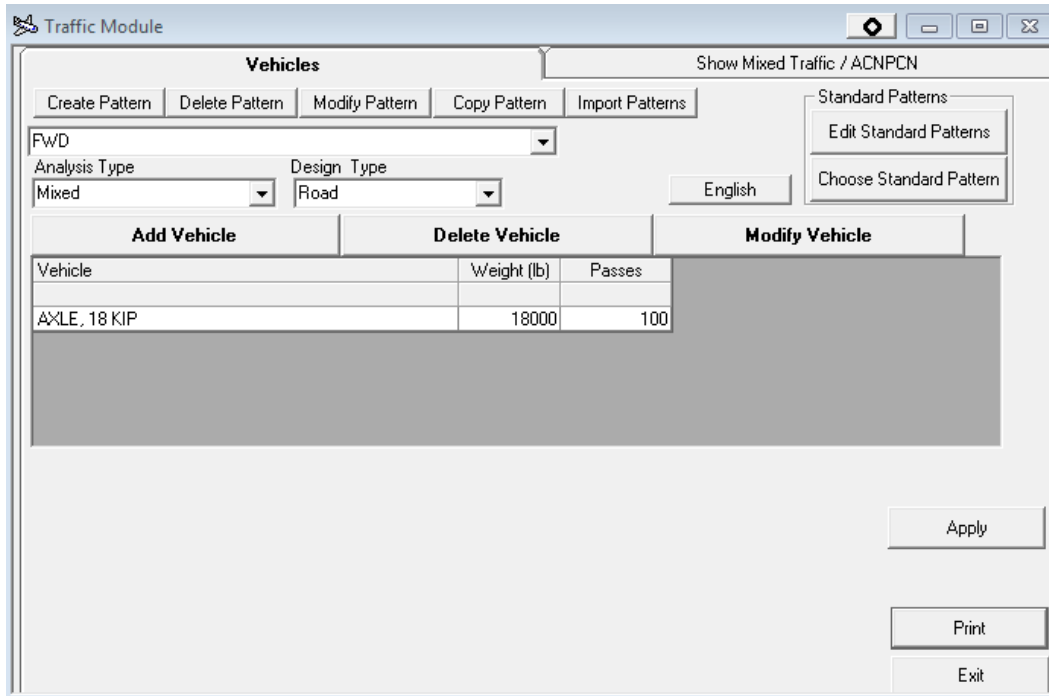 Traffic Module
Vehicles
Show Mixed Traffic / ACNPCN
Create Pattern Delete Pattern Modify Pattern Copy Pattern Import Patterns
Standard Patterns
Edit Standard Patterns
Choose Standard Pattern
FWD
Analysis Type Design Type
Mixed Road
English
Add Vehicle Delete Vehicle Modify Vehicle
Vehicle Weight (lb) Passes
AXLE, 18 KIP 18000 100
Apply
Print
Exit